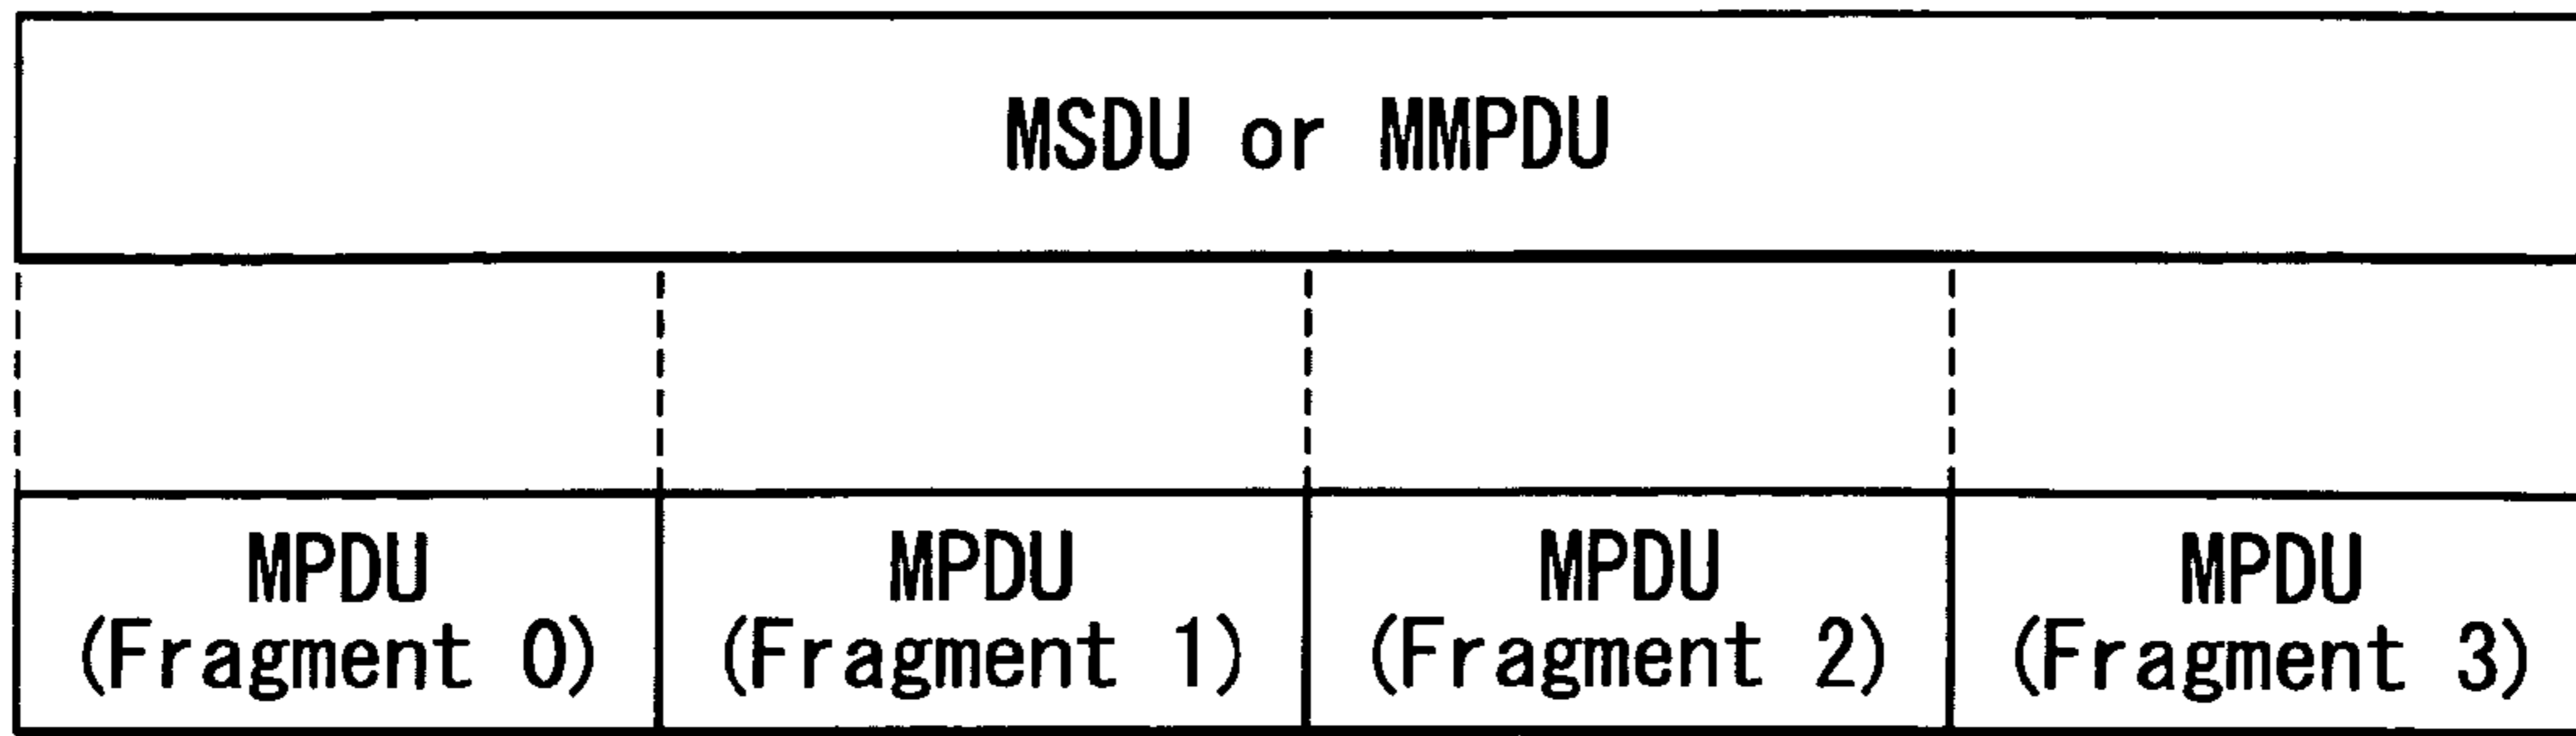 MSDU or MMPDU
MPDU
(Fragment 0)
MPDU
(Fragment 1)
MPDU
(Fragment 2)
MPDU
(Fragment 3)